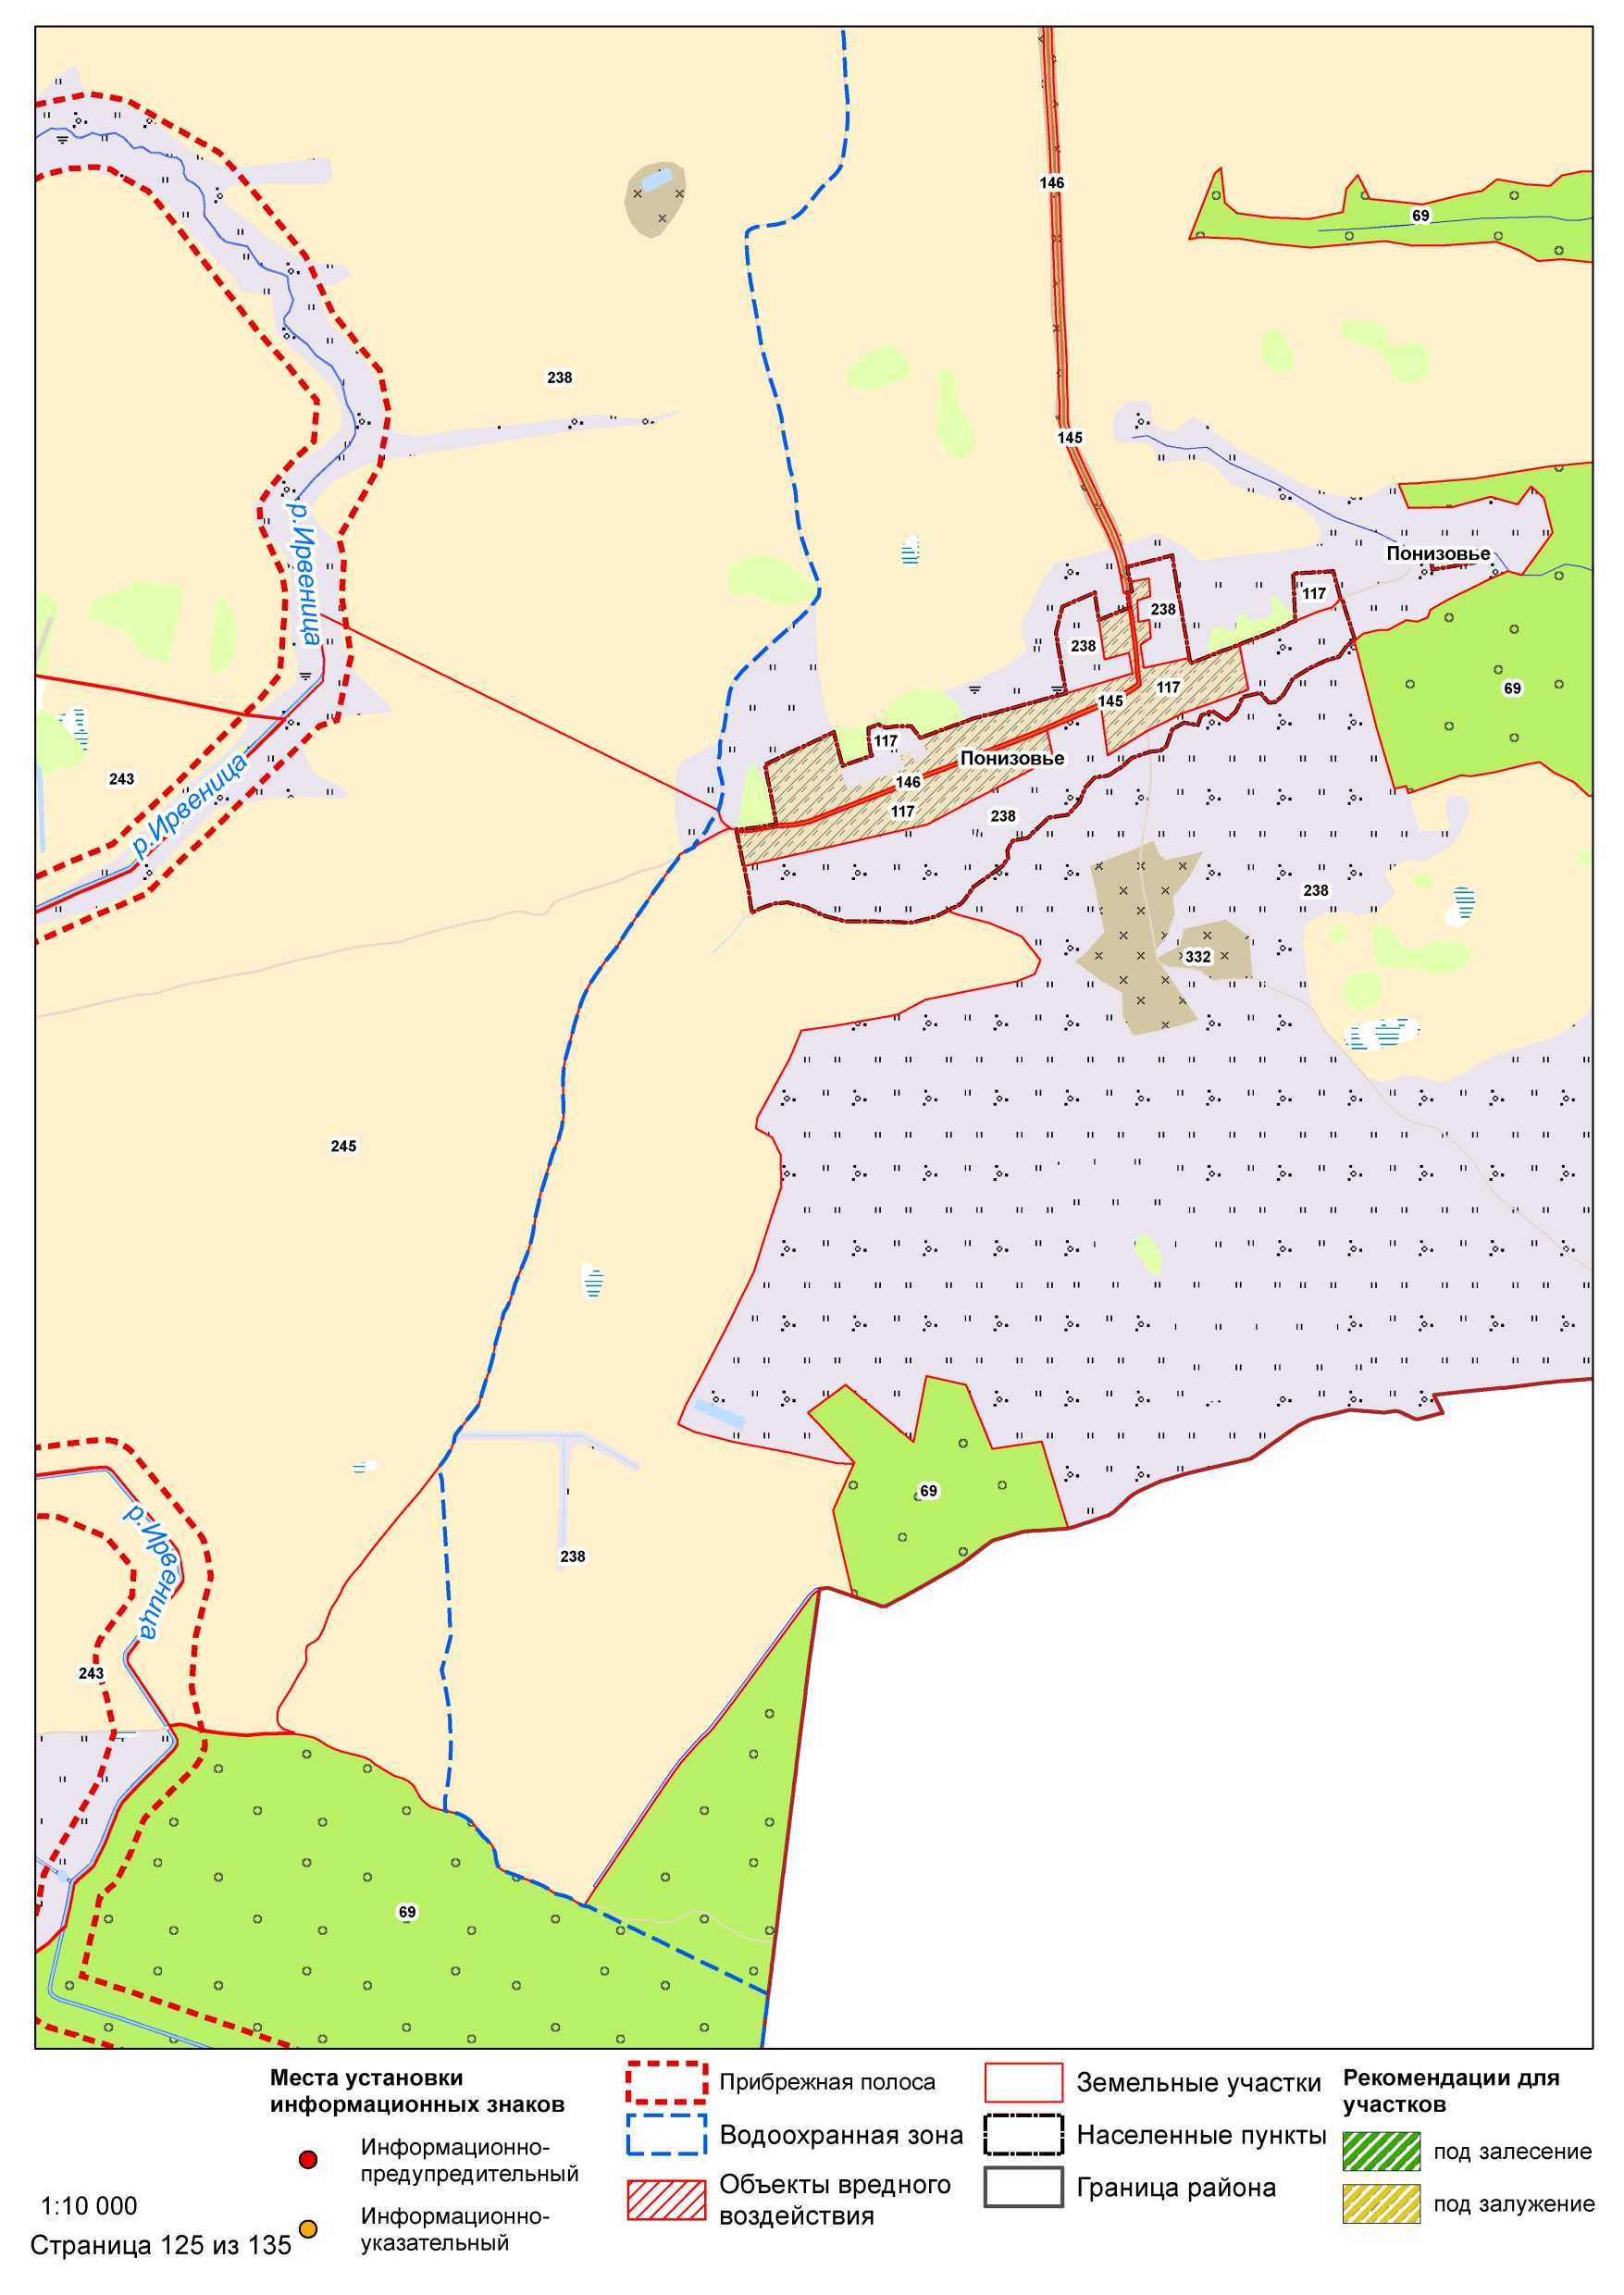 146
69
238
145
р.Ирвеница
Понизовье
117
238
238
117
69
145
117
Понизовье
243
146
р.Ирвеница
117
238
238
332
245
69
р.Ирвеница
238
243
69
Места установки
информационных знаков
Информационно-
предупредительный
Информационно-
указательный
1:10 000
Страница 125 из 135
Прибрежная полоса
Водоохранная зона
Объекты вредного
воздействия
Земельные участки
Населенные пункты
Граница района
Рекомендации для
участков
под залесение
под залужение